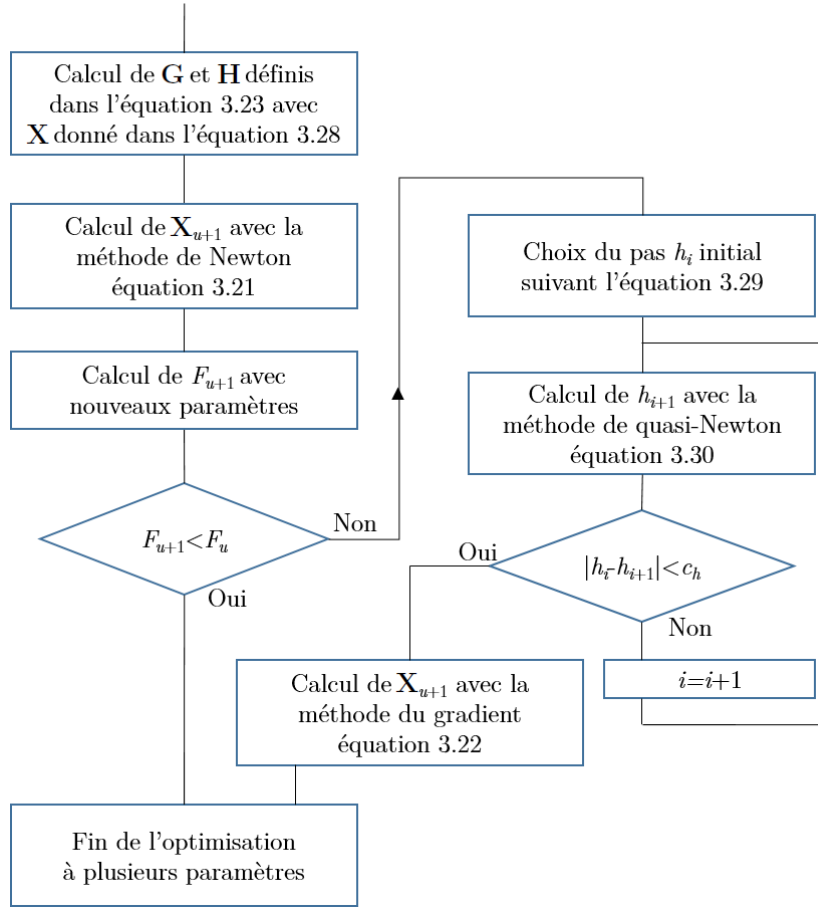 Calcul de G et H définis
dans l'équation 3.23 avec
X donné dans l'équation 3.28
Calcul de X_{u+1} avec la
méthode de Newton
équation 3.21
Calcul de F_{u+1} avec
nouveaux paramètres
F_{u+1}<F_u
Non
Oui
Choix du pas h_i initial
suivant l'équation 3.29
Calcul de h_{i+1} avec la
méthode de quasi-Newton
équation 3.30
|h_i-h_{i+1}|<c_h
Oui
Non
i=i+1
Calcul de X_{u+1} avec la
méthode du gradient
équation 3.22
Fin de l'optimisation
à plusieurs paramètres